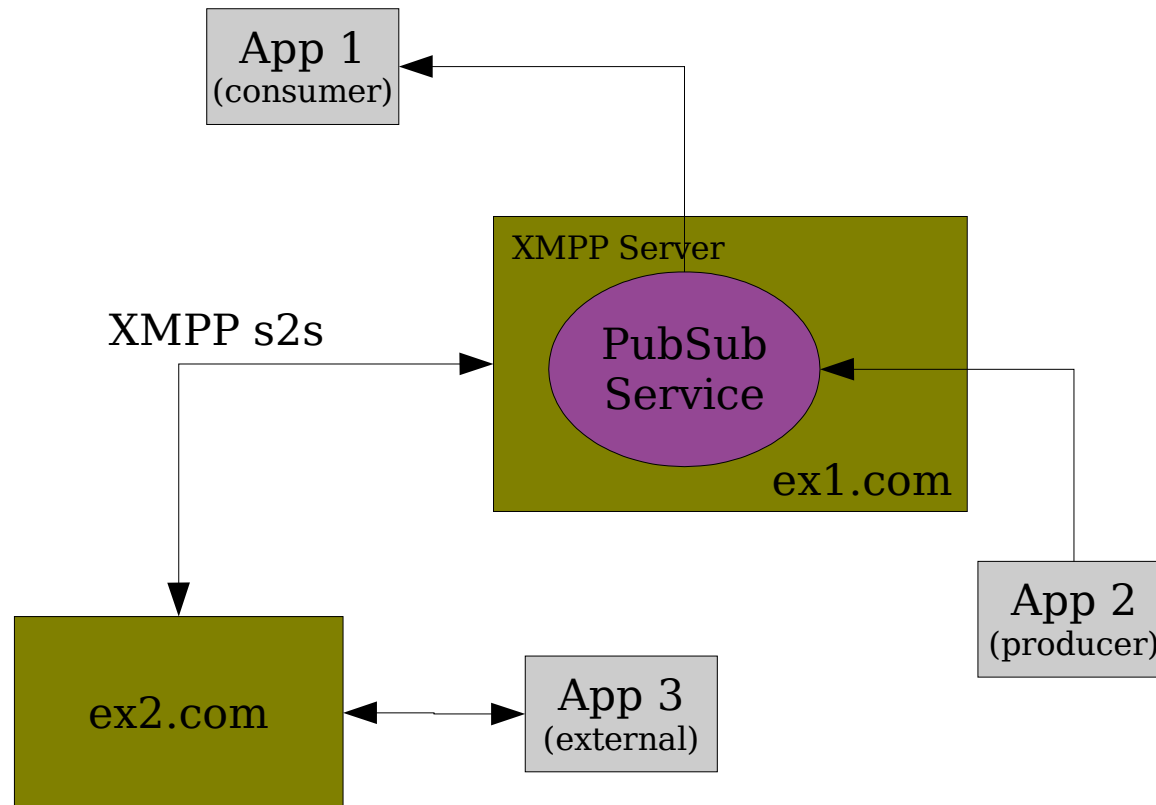 App 1
(consumer)
XMPP Server
XMPP s2s
PubSub
Service
ex1.com
App 2
(producer)
ex2.com
App 3
(external)